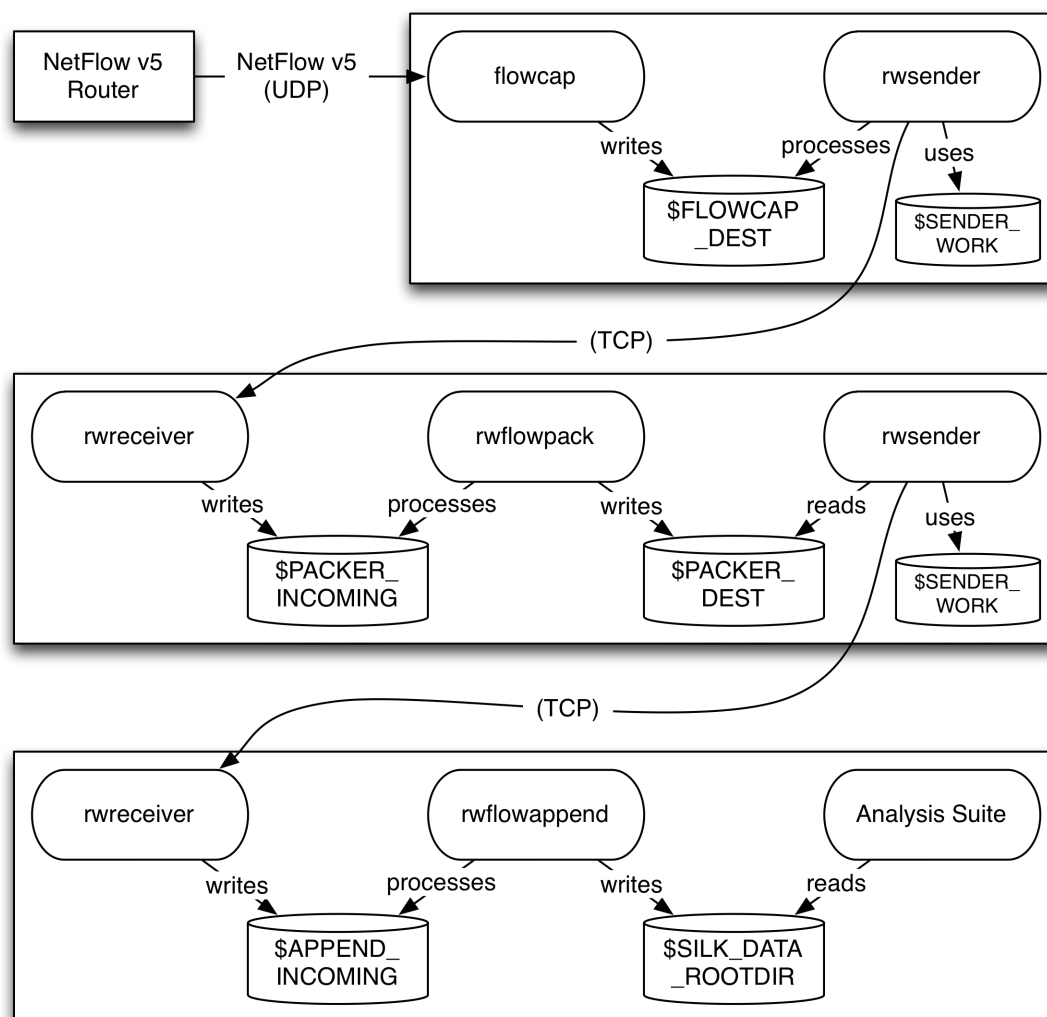 NetFlow v5
Router
NetFlow v5
(UDP)
flowcap
rwsender
writes
processes
uses
$FLOWCAP
_DEST
$SENDER_
WORK
(TCP)
rwreceiver
rwflowpack
rwsender
writes
processes
writes
reads
uses
$PACKER_
INCOMING
$PACKER_
DEST
$SENDER_
WORK
(TCP)
rwreceiver
rwflowappend
Analysis Suite
writes
processes
writes
reads
$APPEND_
INCOMING
$SILK_DATA
_ROOTDIR